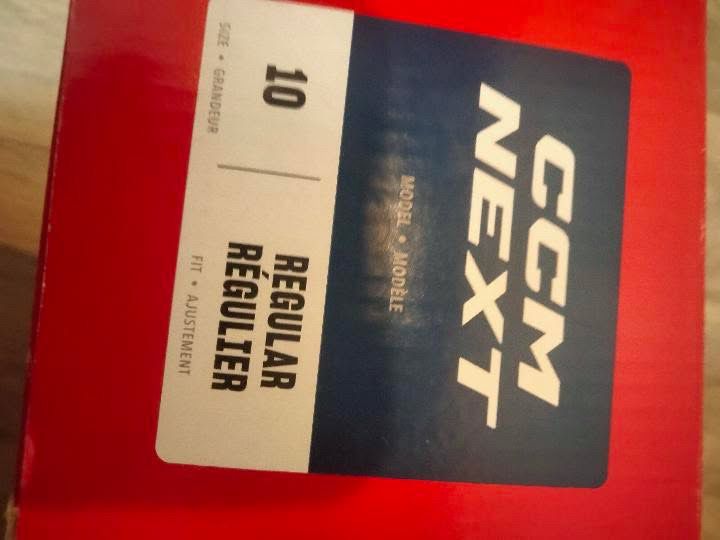 CCM
NEXT
MODEL • MODÈLE
10
SIZE • GRANDEUR
REGULAR
RÉGULIER
FIT • AJUSTEMENT